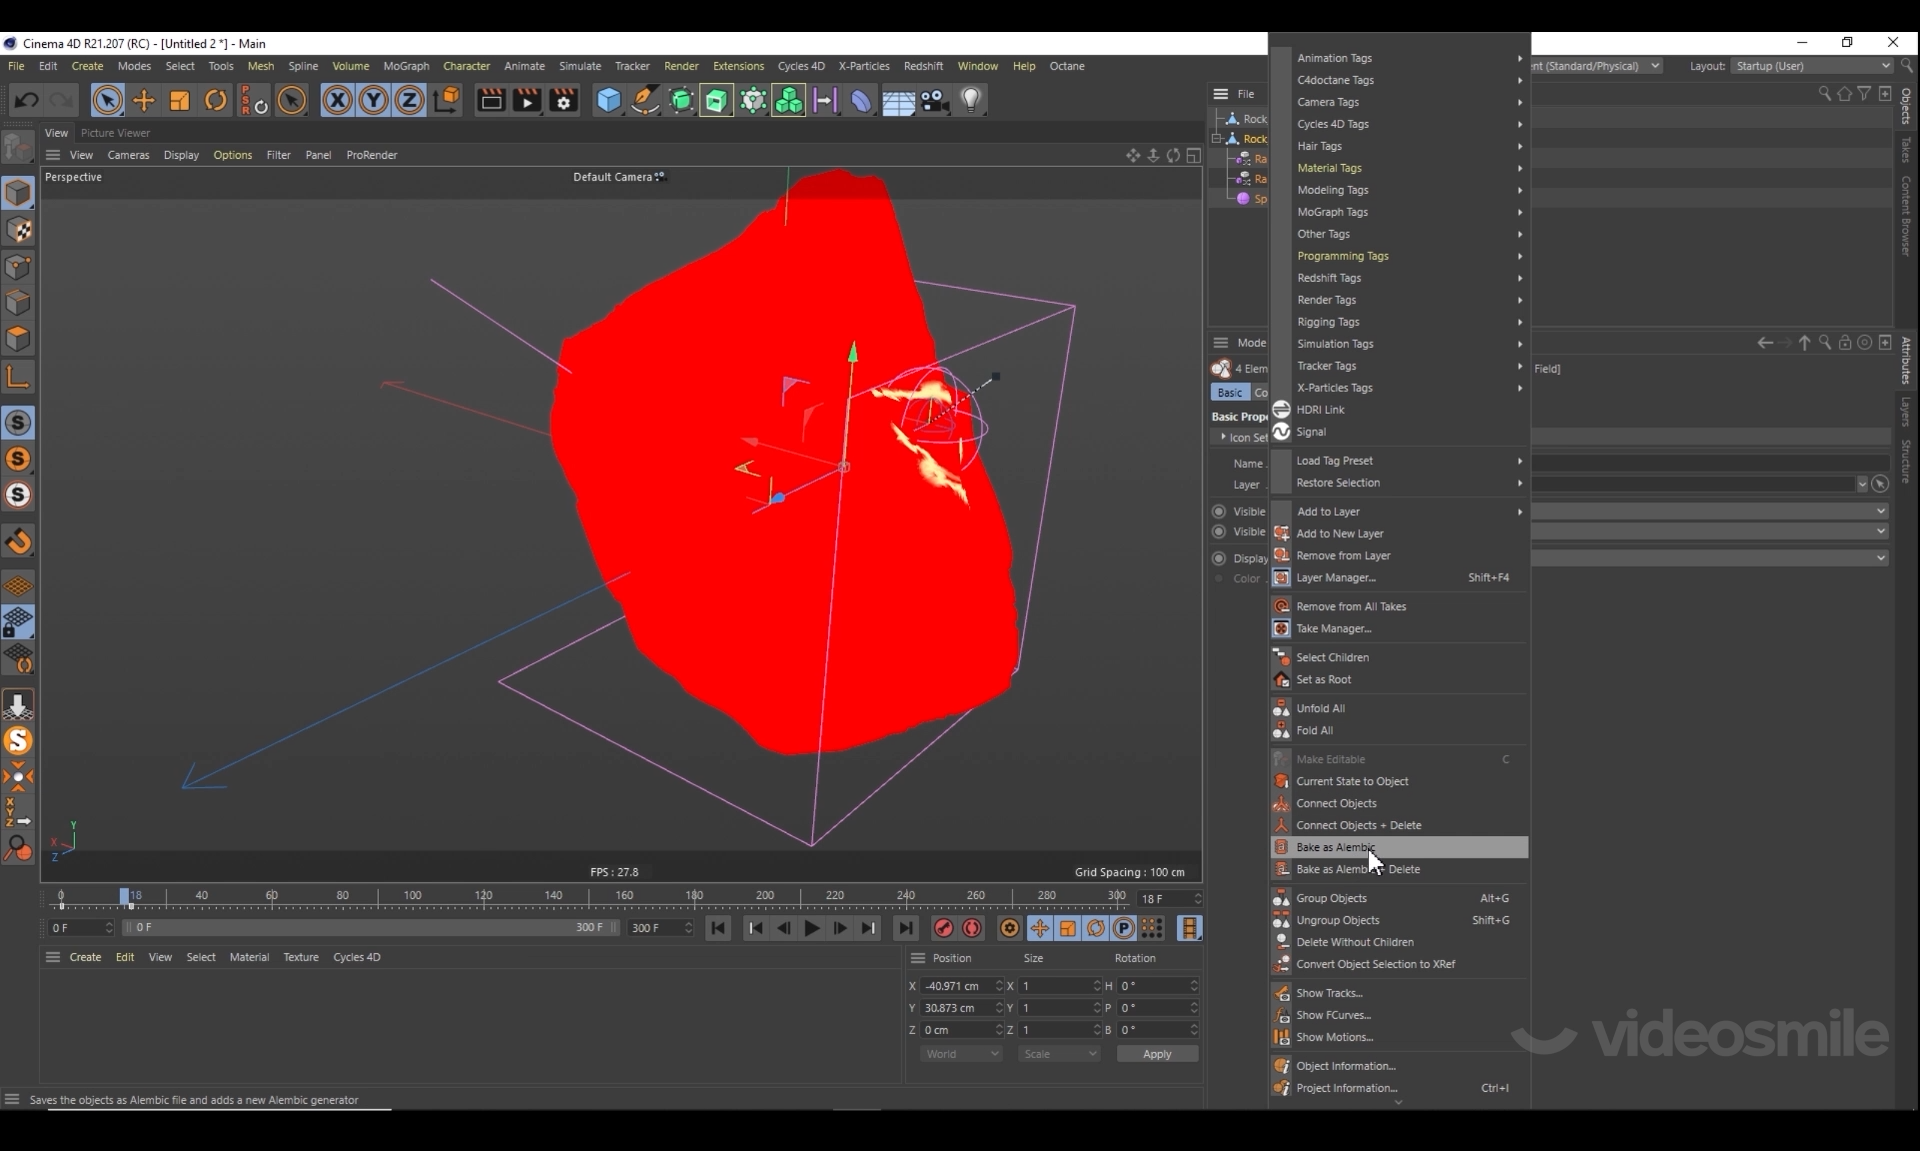 Cinema 4D R21.207 (RC) - [Untitled 2 *] - Main
File Edit Create Modes Select Tools Mesh Spline Volume MoGraph Character Animate Simulate Tracker Render Extensions Cycles 4D X-Particles Redshift Window Help Octane
(Standard/Physical) Layout: Startup (User)
PSR
X Y Z
View Picture Viewer
View Cameras Display Options Filter Panel ProRender
Perspective
Default Camera
FPS : 27.8
Grid Spacing : 100 cm
Y
X
Z
0 18 40 60 80 100 120 140 160 180 200 220 240 260 280 300 18 F
0 F 0 F 300 F 300 F
Create Edit View Select Material Texture Cycles 4D
Position Size Rotation
X -40.971 cm X 1 H 0 °
Y 30.873 cm Y 1 P 0 °
Z 0 cm Z 1 B 0 °
World Scale Apply
Saves the objects as Alembic file and adds a new Alembic generator
File
Rock
Rock
Ra
Ra
Sp
Mode
4 Elem
Field]
Basic Co
Basic Prope
Icon Set
Name
Layer
Visible
Visible
Display
Color
Animation Tags
C4doctane Tags
Camera Tags
Cycles 4D Tags
Hair Tags
Material Tags
Modeling Tags
MoGraph Tags
Other Tags
Programming Tags
Redshift Tags
Render Tags
Rigging Tags
Simulation Tags
Tracker Tags
X-Particles Tags
HDRI Link
Signal
Load Tag Preset
Restore Selection
Add to Layer
Add to New Layer
Remove from Layer
Layer Manager... Shift+F4
Remove from All Takes
Take Manager...
Select Children
Set as Root
Unfold All
Fold All
Make Editable C
Current State to Object
Connect Objects
Connect Objects + Delete
Bake as Alembic
Bake as Alemb Delete
Group Objects Alt+G
Ungroup Objects Shift+G
Delete Without Children
Convert Object Selection to XRef
Show Tracks...
Show FCurves...
Show Motions...
Object Information...
Project Information... Ctrl+I
Objects
Takes
Content Browser
Attributes
Layers
Structure
videosmile